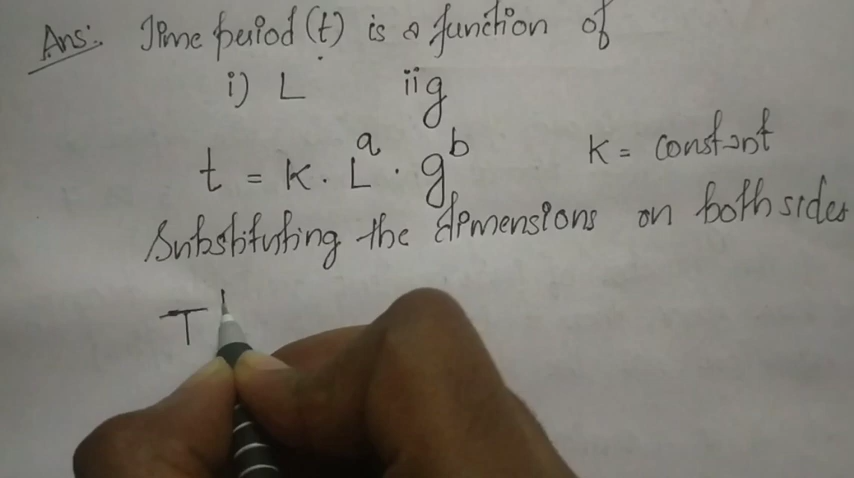 Ans:. Time period (t) is a function of
i) L ii g
t = K . L^a . g^b K = constant
Substituting the dimensions on both sides
T